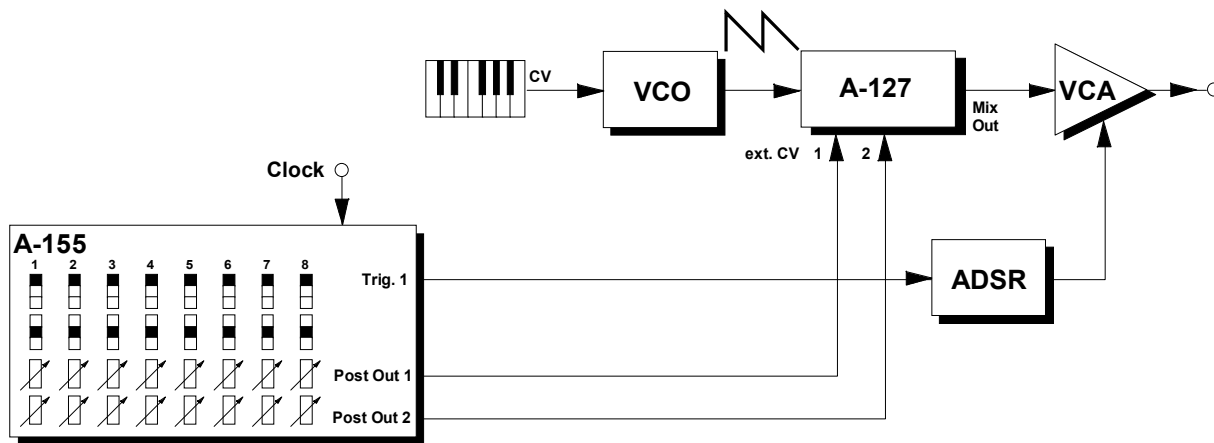 CV
VCO
A-127
VCA
Mix
Out
ext. CV 1 2
Clock
A-155
1 2 3 4 5 6 7 8
Trig. 1
ADSR
Post Out 1
Post Out 2